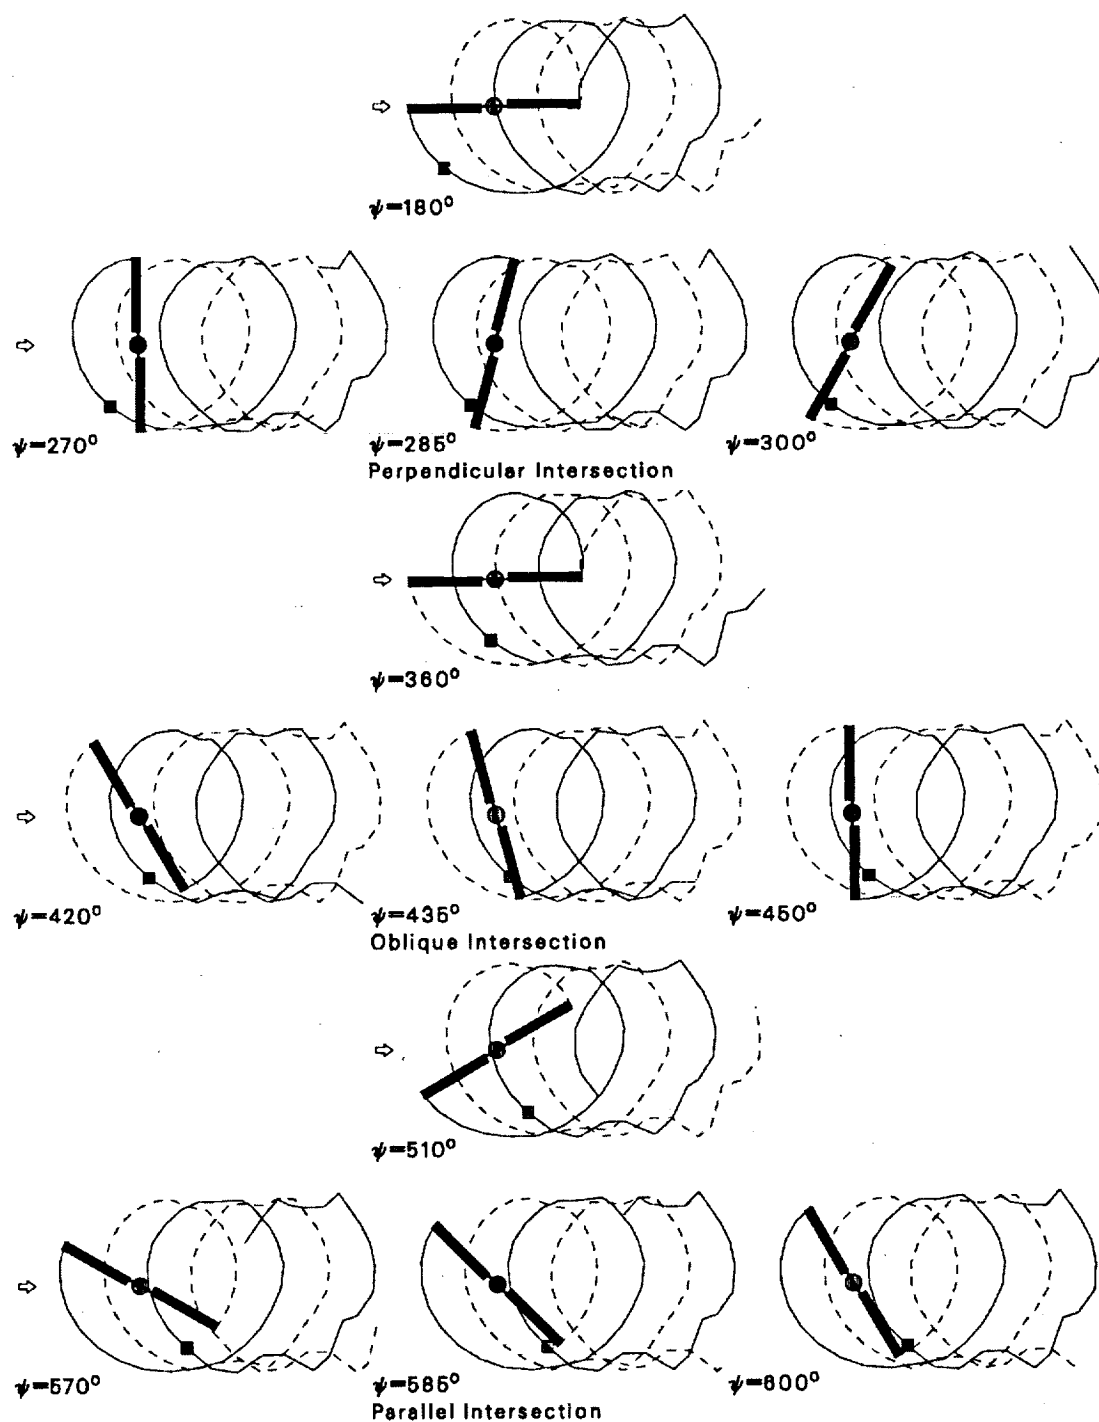 ψ=180°
ψ=270°
ψ=285°
ψ=300°
Perpendicular Intersection
ψ=360°
ψ=420°
ψ=435°
ψ=450°
Oblique Intersection
ψ=510°
ψ=570°
ψ=585°
ψ=600°
Parallel Intersection